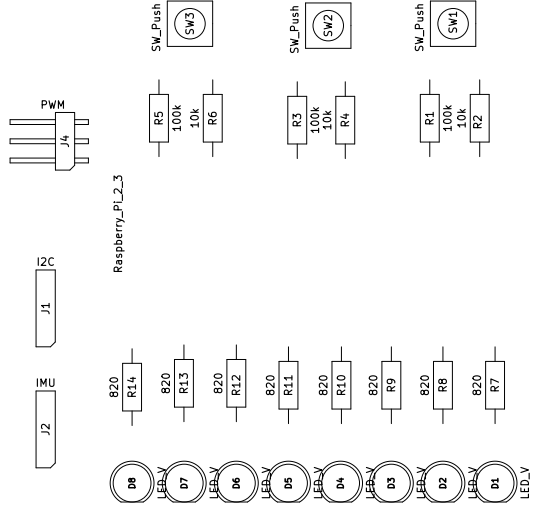 SW_Push
SW3
SW_Push
SW2
SW_Push
SW1
PWM
J4
R5
100k
10k
R6
R3
100k
10k
R4
R1
100k
10k
R2
Raspberry_Pi_2_3
I2C
J1
IMU
J2
820
R14
820
R13
820
R12
820
R11
820
R10
820
R9
820
R8
820
R7
D8
LED_V
D7
LED_V
D6
LED_V
D5
LED_V
D4
LED_V
D3
LED_V
D2
LED_V
D1
LED_V